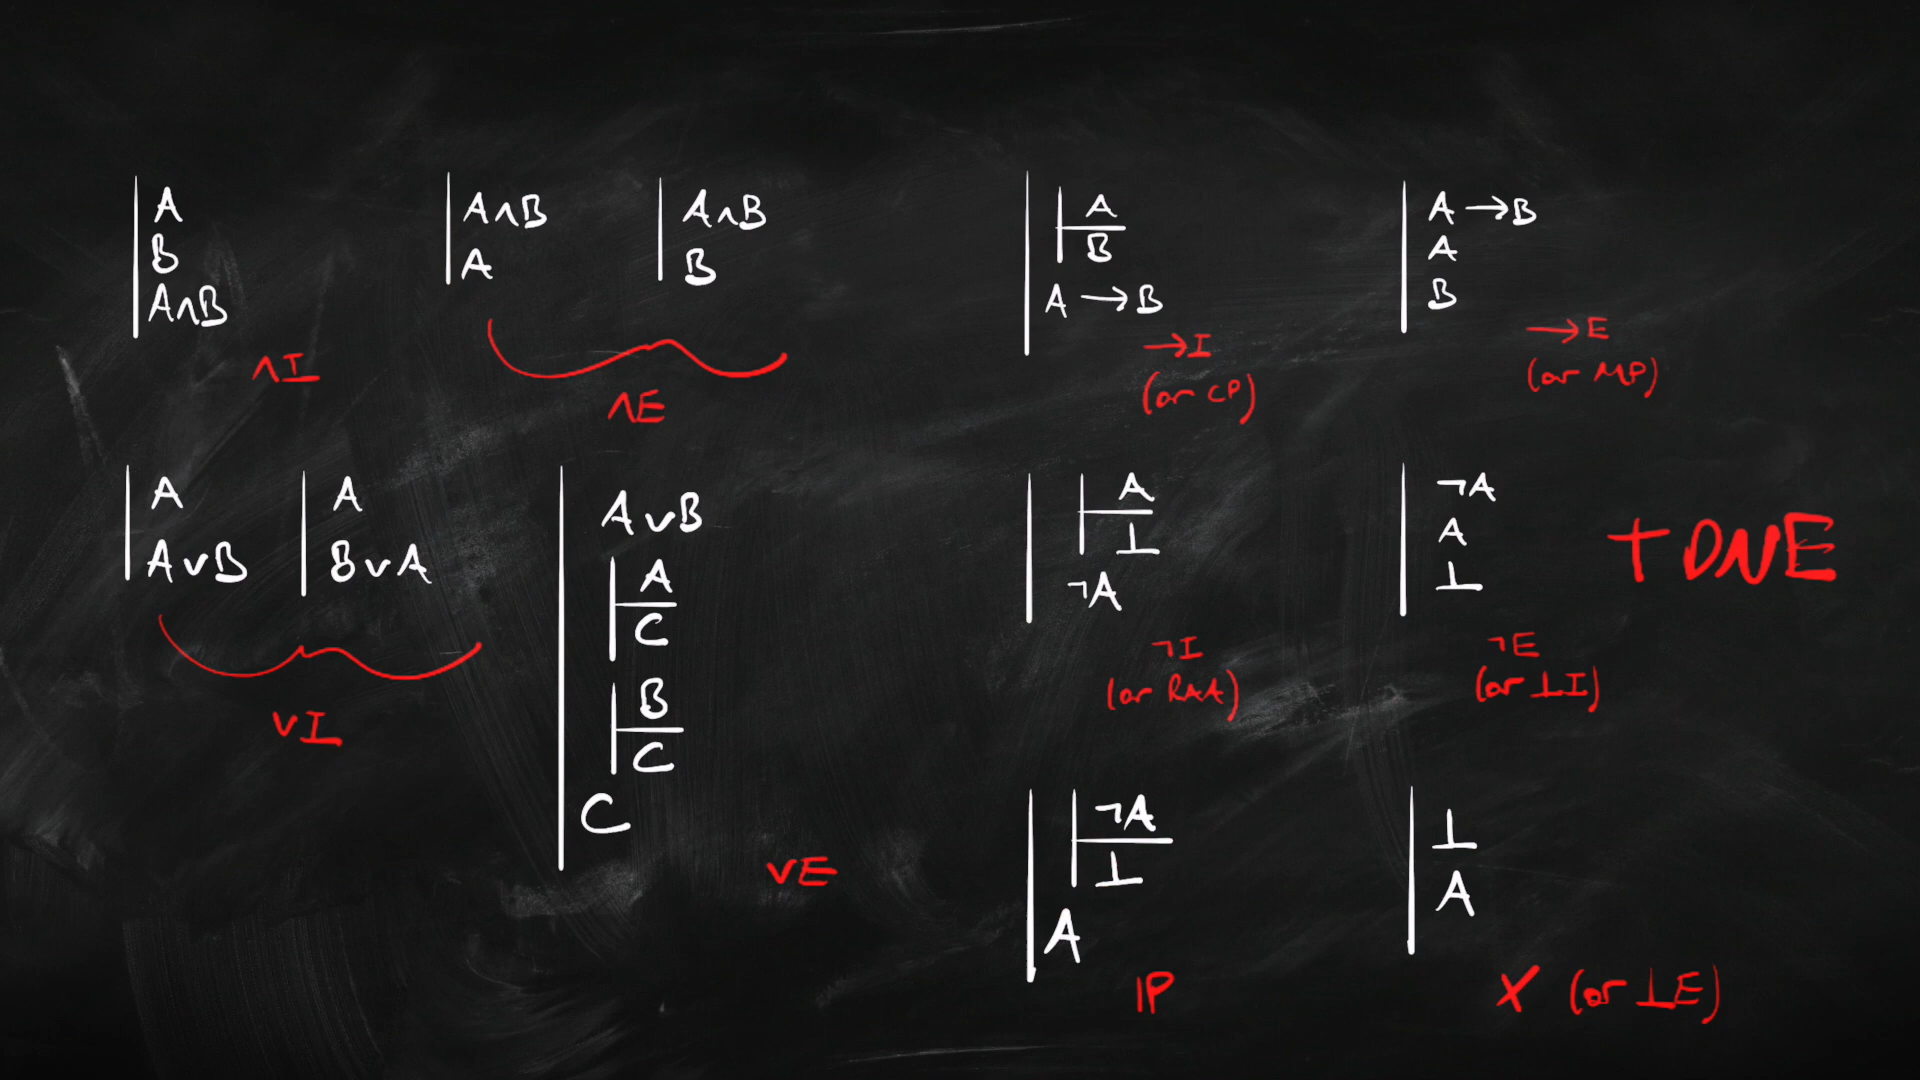 A
B
A∧B
∧I
A∧B
A
A∧B
B
∧E
A
B
A→B
→I
(or CP)
A→B
A
B
→E
(or MP)
A
A∨B
A
B∨A
∨I
A∨B
A
C
B
C
C
∨E
A
⊥
¬A
¬I
(or RAA)
¬A
A
⊥
¬E
(or ⊥I)
+ DNE
¬A
⊥
A
IP
⊥
A
X (or ⊥E)